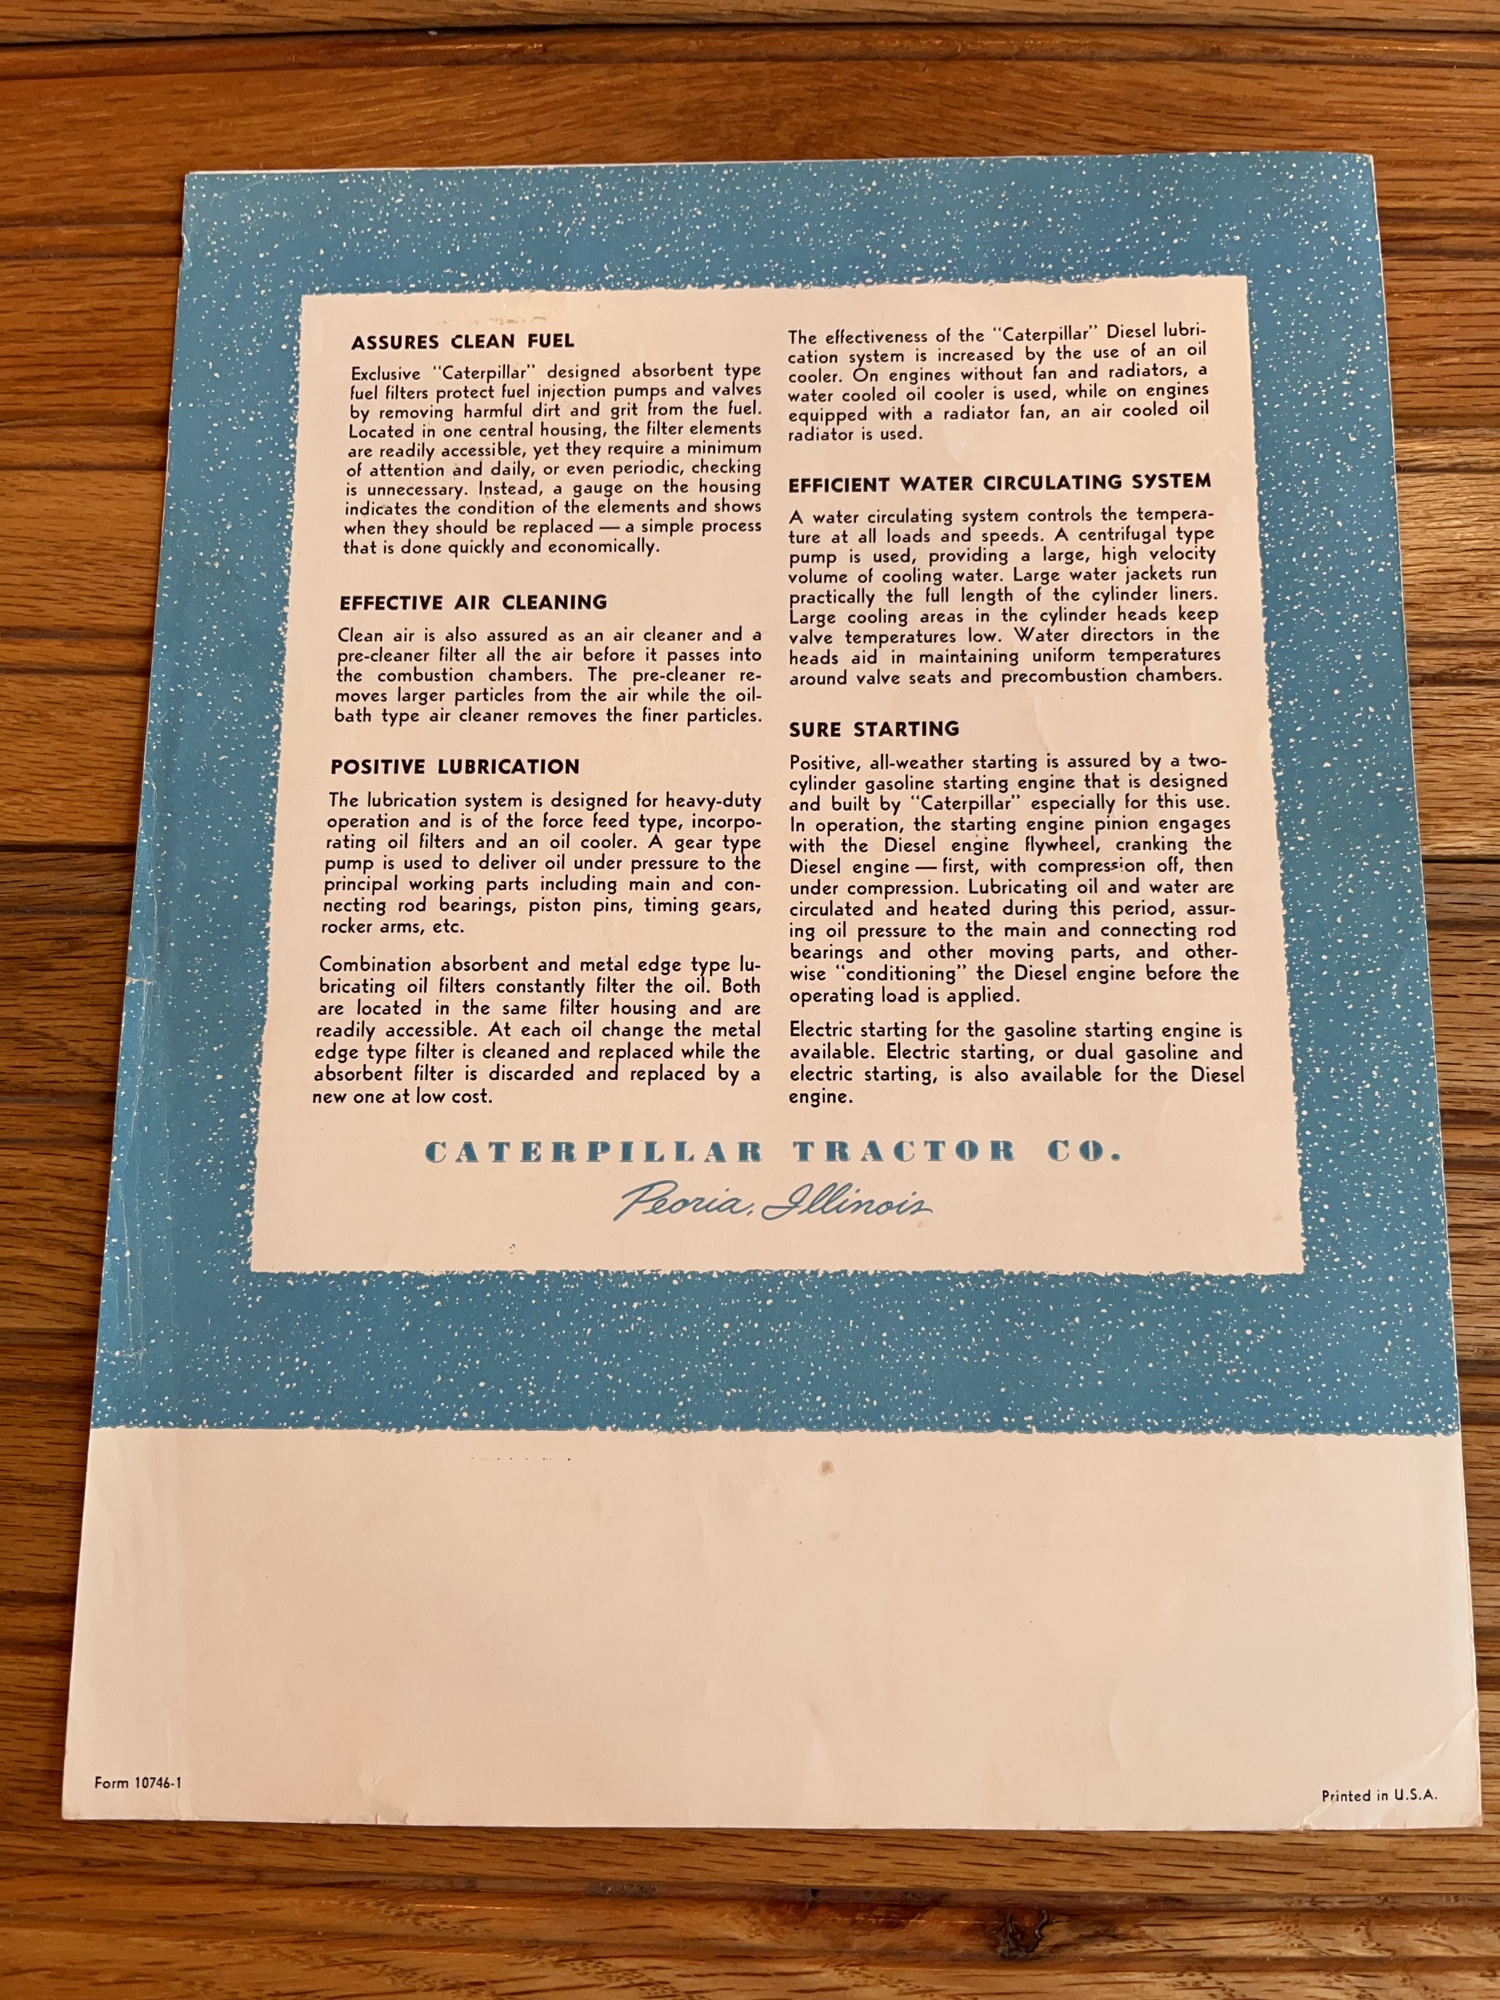 ASSURES CLEAN FUEL
Exclusive "Caterpillar" designed absorbent type
fuel filters protect fuel injection pumps and valves
by removing harmful dirt and grit from the fuel.
Located in one central housing, the filter elements
are readily accessible, yet they require a minimum
of attention and daily, or even periodic, checking
is unnecessary. Instead, a gauge on the housing
indicates the condition of the elements and shows
when they should be replaced — a simple process
that is done quickly and economically.
EFFECTIVE AIR CLEANING
Clean air is also assured as an air cleaner and a
pre-cleaner filter all the air before it passes into
the combustion chambers. The pre-cleaner re-
moves larger particles from the air while the oil-
bath type air cleaner removes the finer particles.
POSITIVE LUBRICATION
The lubrication system is designed for heavy-duty
operation and is of the force feed type, incorpo-
rating oil filters and an oil cooler. A gear type
pump is used to deliver oil under pressure to the
principal working parts including main and con-
necting rod bearings, piston pins, timing gears,
rocker arms, etc.
Combination absorbent and metal edge type lu-
bricating oil filters constantly filter the oil. Both
are located in the same filter housing and are
readily accessible. At each oil change the metal
edge type filter is cleaned and replaced while the
absorbent filter is discarded and replaced by a
new one at low cost.
The effectiveness of the "Caterpillar" Diesel lubri-
cation system is increased by the use of an oil
cooler. On engines without fan and radiators, a
water cooled oil cooler is used, while on engines
equipped with a radiator fan, an air cooled oil
radiator is used.
EFFICIENT WATER CIRCULATING SYSTEM
A water circulating system controls the tempera-
ture at all loads and speeds. A centrifugal type
pump is used, providing a large, high velocity
volume of cooling water. Large water jackets run
practically the full length of the cylinder liners.
Large cooling areas in the cylinder heads keep
valve temperatures low. Water directors in the
heads aid in maintaining uniform temperatures
around valve seats and precombustion chambers.
SURE STARTING
Positive, all-weather starting is assured by a two-
cylinder gasoline starting engine that is designed
and built by "Caterpillar" especially for this use.
In operation, the starting engine pinion engages
with the Diesel engine flywheel, cranking the
Diesel engine — first, with compression off, then
under compression. Lubricating oil and water are
circulated and heated during this period, assur-
ing oil pressure to the main and connecting rod
bearings and other moving parts, and other-
wise "conditioning" the Diesel engine before the
operating load is applied.
Electric starting for the gasoline starting engine is
available. Electric starting, or dual gasoline and
electric starting, is also available for the Diesel
engine.
CATERPILLAR TRACTOR CO.
Peoria, Illinois
Form 10746-1
Printed in U.S.A.